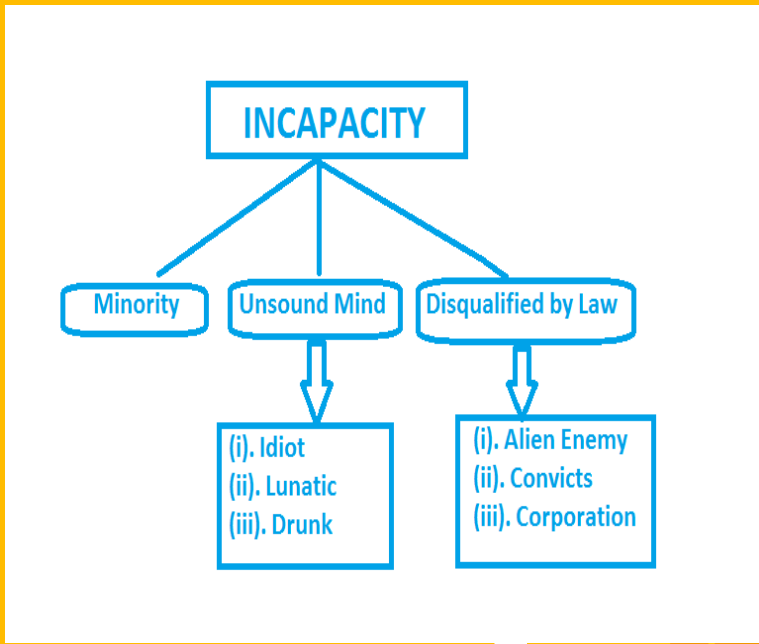 INCAPACITY
Minority
Unsound Mind
Disqualified by Law
(i). Idiot
(ii). Lunatic
(iii). Drunk
(i). Alien Enemy
(ii). Convicts
(iii). Corporation